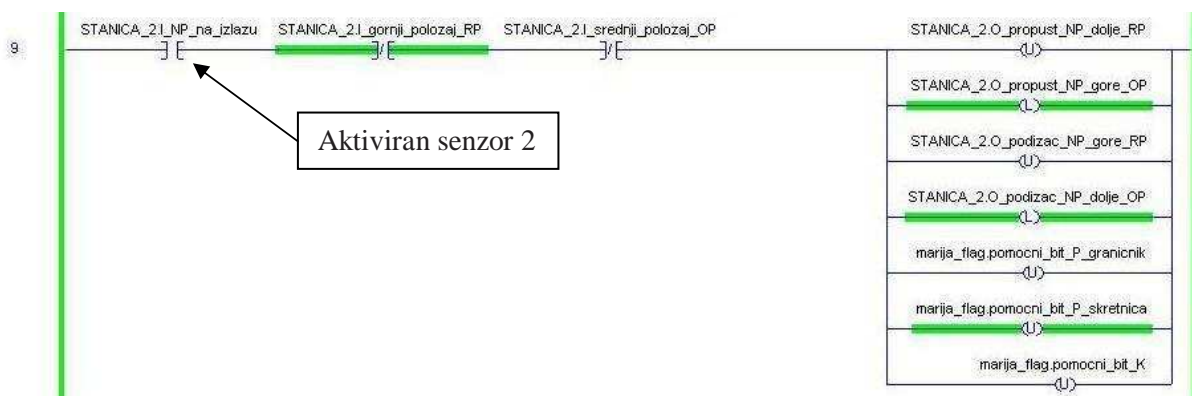 STANICA_2.I_NP_na_izlazu STANICA_2.I_gornji_polozaj_RP STANICA_2.I_srednji_polozaj_OP STANICA_2.O_propust_NP_dolje_RP
9
U
STANICA_2.O_propust_NP_gore_OP
L
Aktiviran senzor 2
STANICA_2.O_podizac_NP_gore_RP
U
STANICA_2.O_podizac_NP_dolje_OP
L
marija_flag.pomocni_bit_P_granicnik
U
marija_flag.pomocni_bit_P_skretnica
U
marija_flag.pomocni_bit_K
U